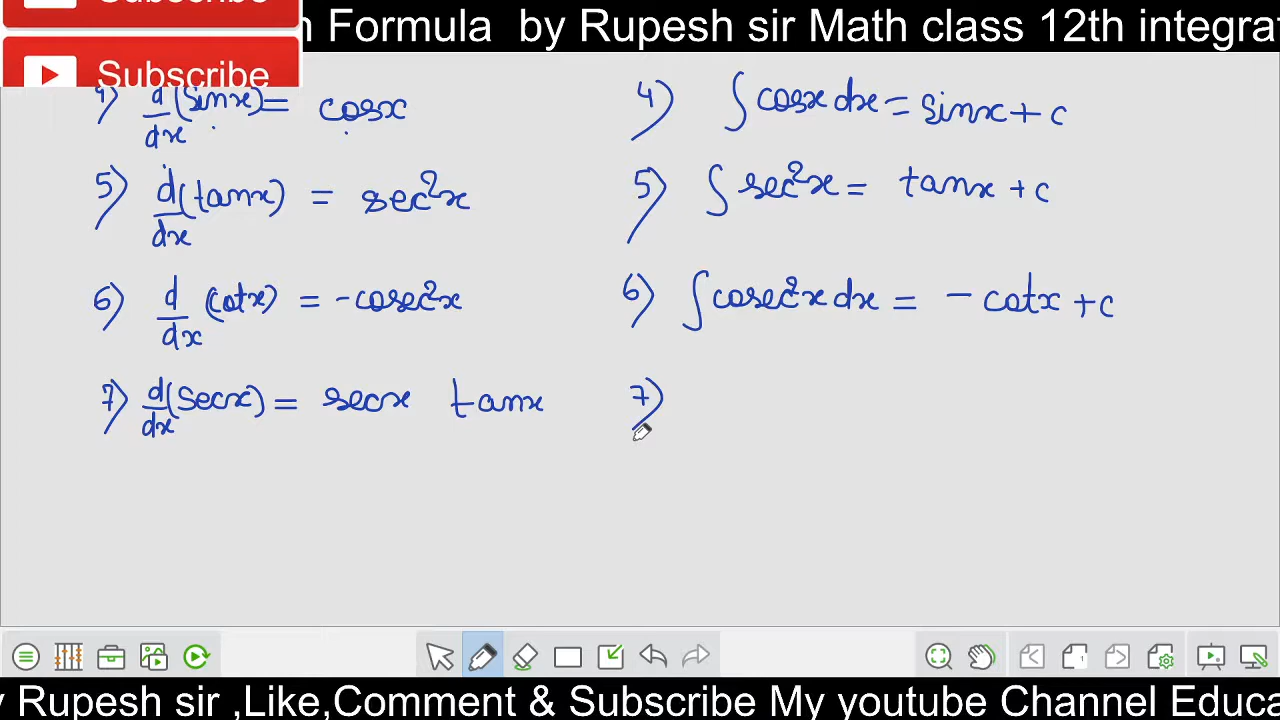 Subscribe
n Formula by Rupesh sir Math class 12th integra
Subscribe
4) d/dx (sinx) = cosx
4) ∫ cosx dx = sinx + c
5) d/dx (tanx) = sec²x
5) ∫ sec²x = tanx + c
6) d/dx (cotx) = -cosec²x
6) ∫ cosec²x dx = - cotx + c
7) d/dx (secx) = secx tanx
7)
y Rupesh sir ,Like,Comment & Subscribe My youtube Channel Educa